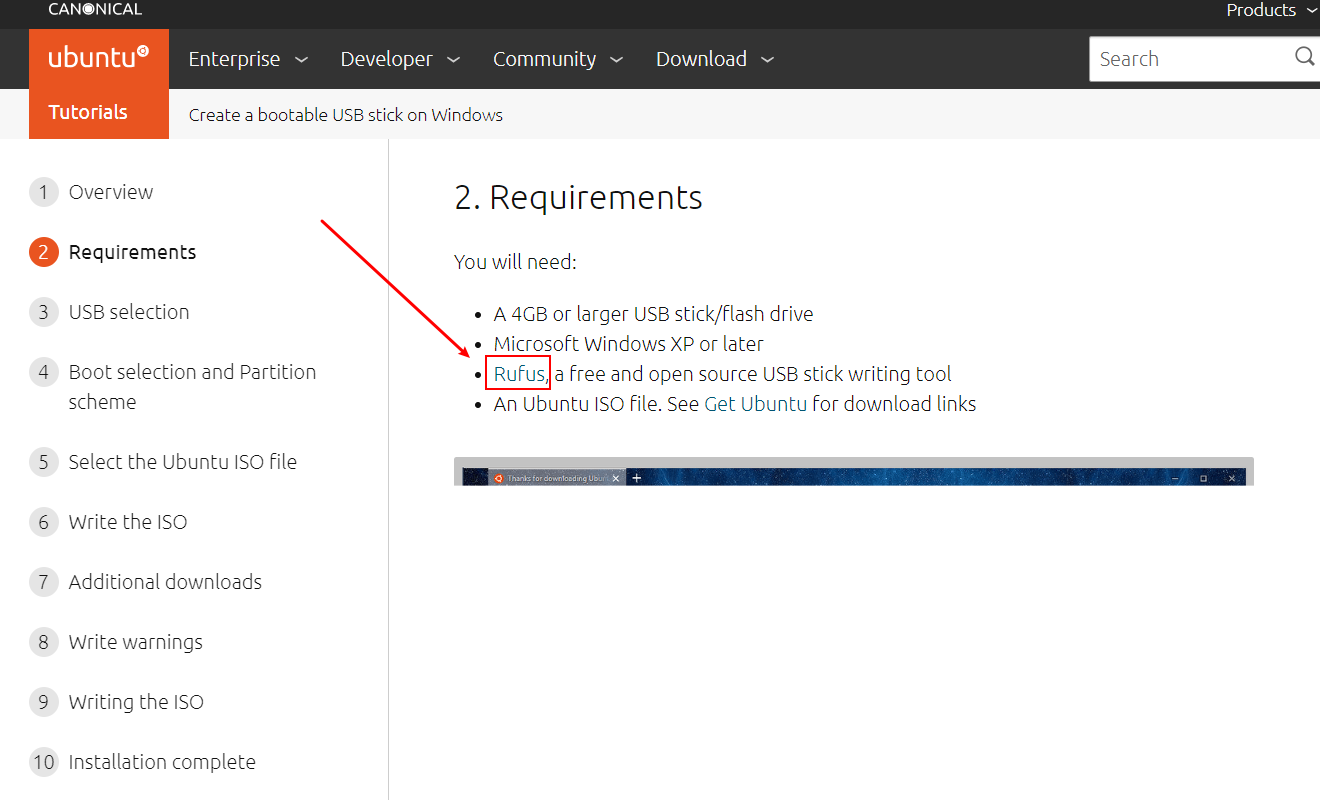 CANONICAL
Products
ubuntu
Enterprise
Developer
Community
Download
Search
Tutorials
Create a bootable USB stick on Windows
1 Overview
2 Requirements
3 USB selection
4 Boot selection and Partition
scheme
5 Select the Ubuntu ISO file
6 Write the ISO
7 Additional downloads
8 Write warnings
9 Writing the ISO
10 Installation complete
2. Requirements
You will need:
• A 4GB or larger USB stick/flash drive
• Microsoft Windows XP or later
• Rufus, a free and open source USB stick writing tool
• An Ubuntu ISO file. See Get Ubuntu for download links
Thanks for downloading Ubun